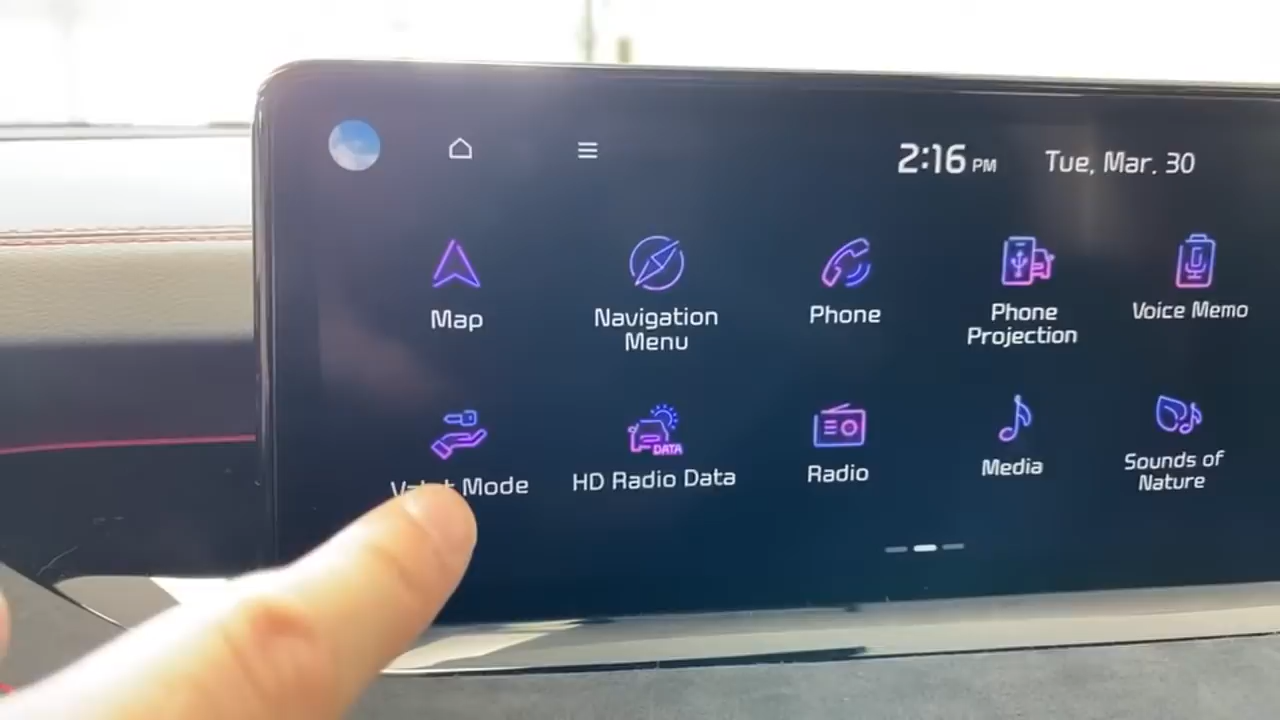 2:16 PM Tue, Mar. 30
Map
Navigation
Menu
Phone
Phone
Projection
Voice Memo
DATA
Mode
HD Radio Data
Radio
Media
Sounds of
Nature